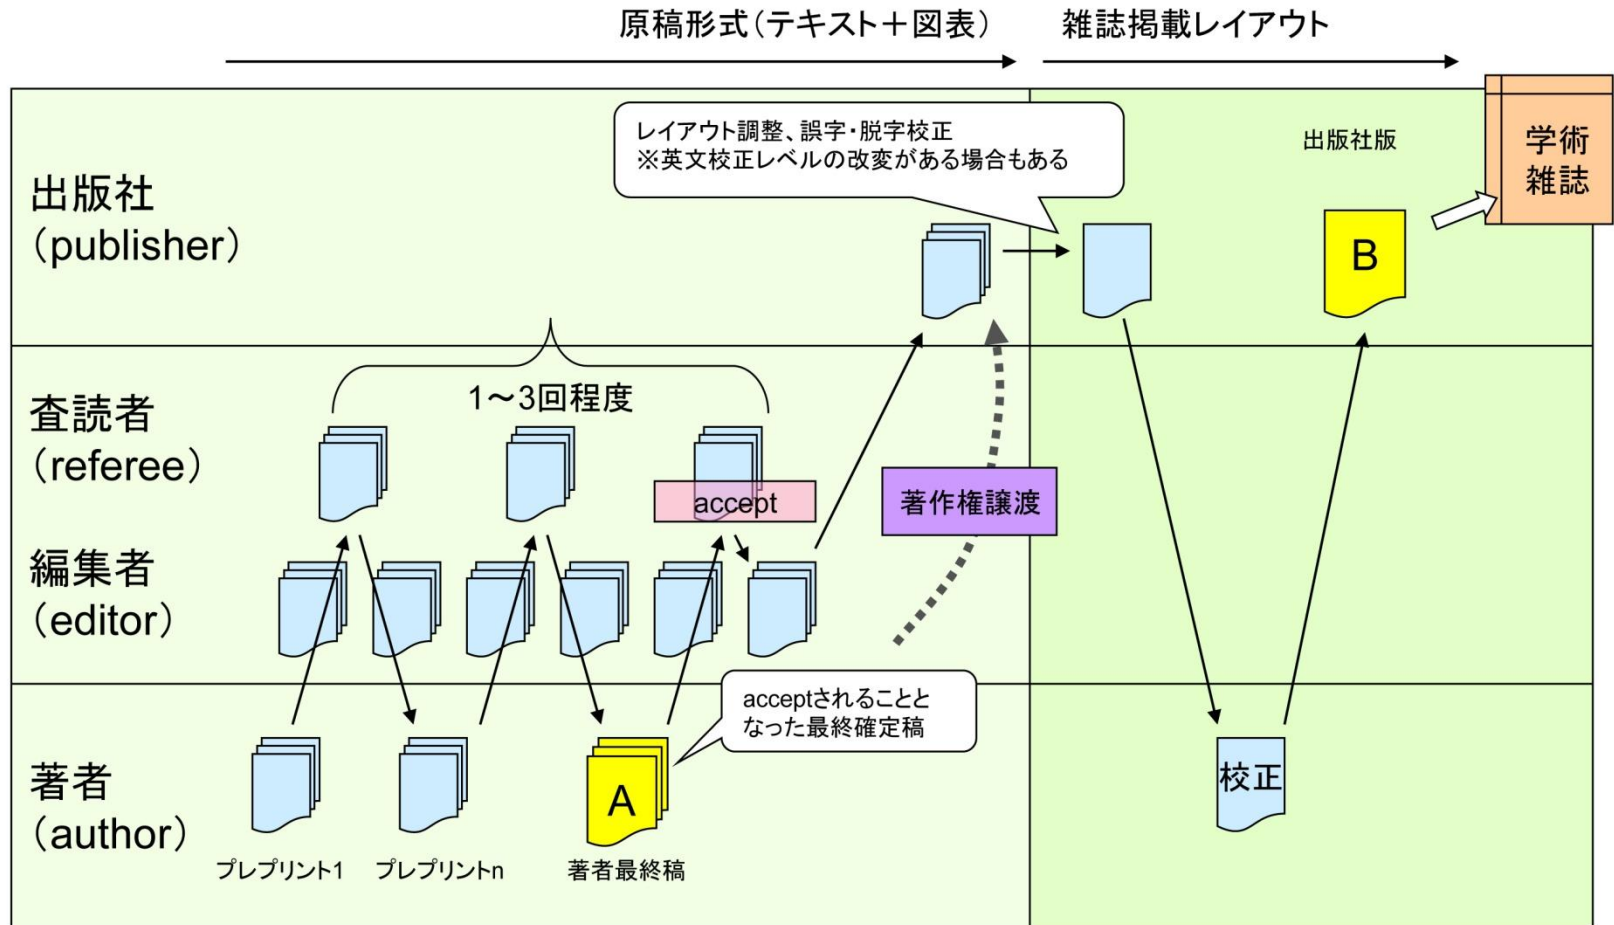 原稿形式（テキスト＋図表）
雑誌掲載レイアウト
レイアウト調整、誤字・脱字校正
※英文校正レベルの改変がある場合もある
出版社版
学術
雑誌
出版社
（publisher）
B
1～3回程度
査読者
（referee）
accept
著作権譲渡
編集者
（editor）
acceptされることと
なった最終確定稿
著者
（author）
A
校正
プレプリント1
プレプリントn
著者最終稿